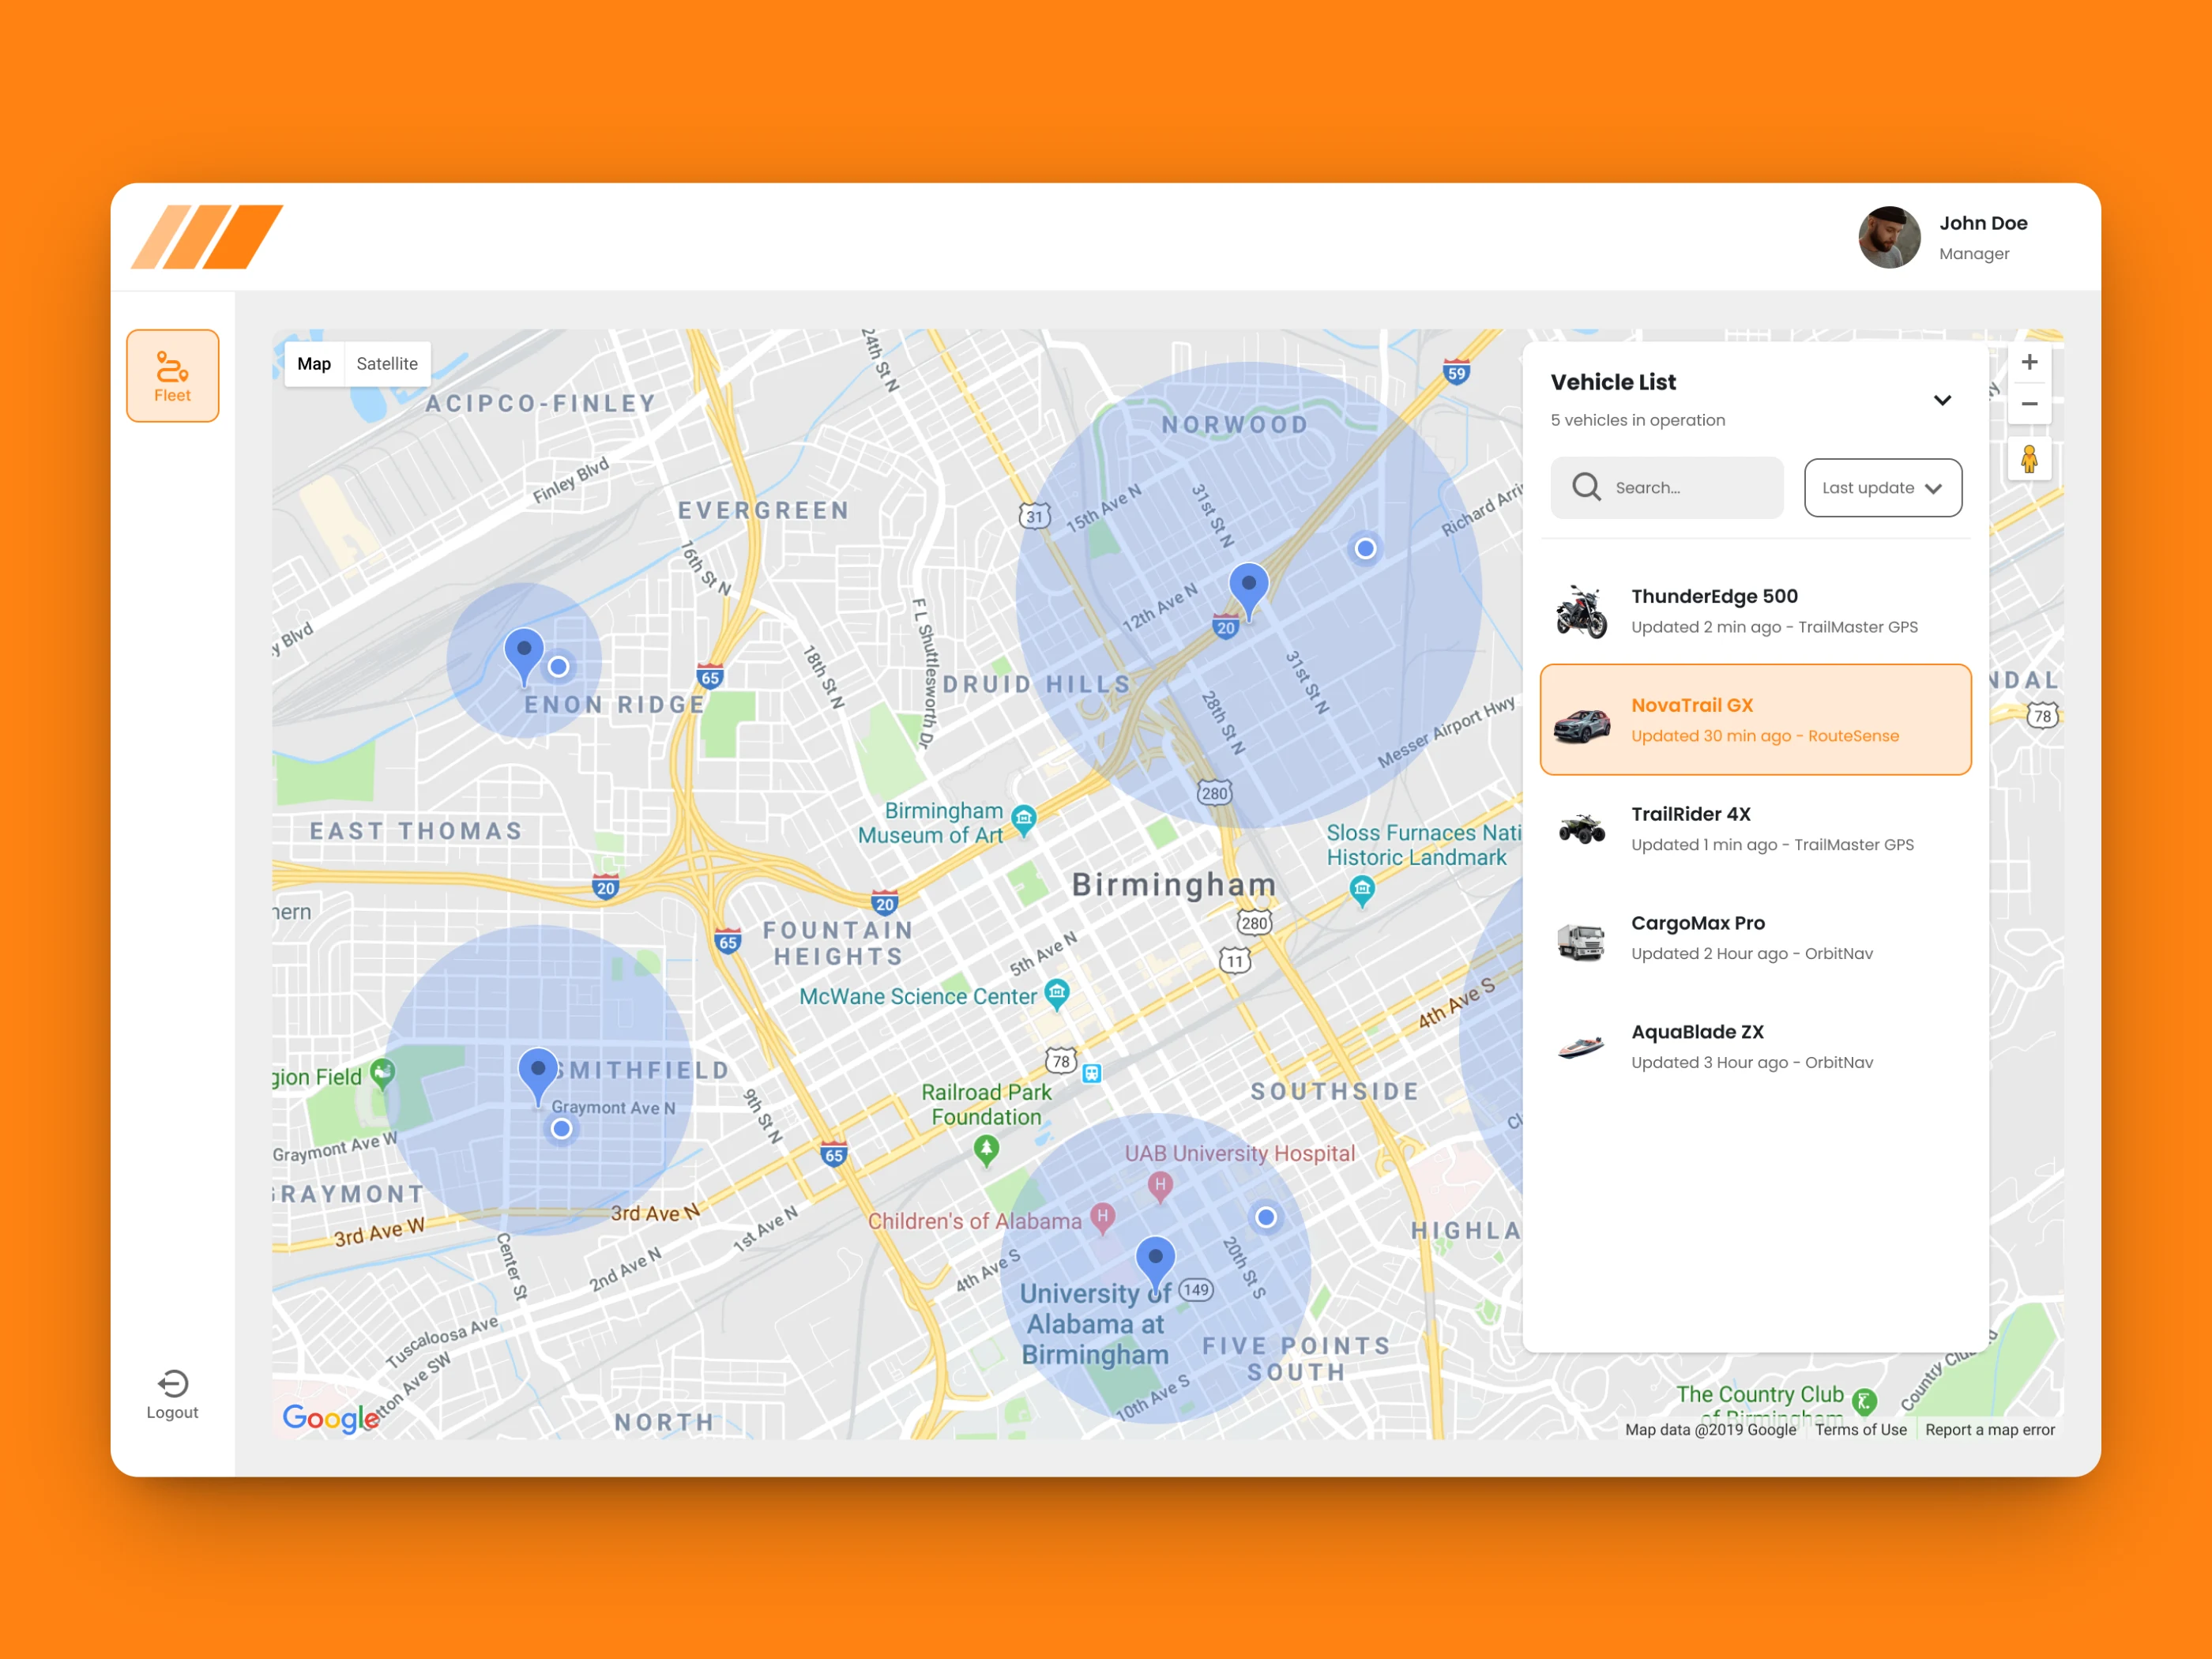 John Doe
Manager
Fleet
Logout
Map
Satellite
ACIPCO-FINLEY
24th St N
59
NORWOOD
Finley Blvd
EVERGREEN
31
15th Ave N
31st St N
Richard Arri
16th St N
12th Ave N
20
F L Shuttlesworth Dr
y Blvd
65
18th St N
DRUID HILLS
31st St N
28th St N
ENON RIDGE
Messer Airport Hwy
NDAL
78
280
EAST THOMAS
Birmingham
Museum of Art
Sloss Furnaces Nati
Historic Landmark
20
20
Birmingham
280
hern
65
FOUNTAIN
HEIGHTS
5th Ave N
11
McWane Science Center
4th Ave S
78
gion Field
SMITHFIELD
Graymont Ave N
9th St N
Railroad Park
Foundation
SOUTHSIDE
Graymont Ave W
65
UAB University Hospital
RAYMONT
3rd Ave W
3rd Ave N
1st Ave N
Children's of Alabama
HIGHLA
Center St
2nd Ave N
4th Ave S
20th St S
University of
Alabama at
Birmingham
149
Tuscaloosa Ave
tton Ave SW
FIVE POINTS
SOUTH
10th Ave S
NORTH
Google
The Country Club
of Birmingham
Country Club
Map data @2019 Google
Terms of Use
Report a map error
Vehicle List
5 vehicles in operation
Search...
Last update
ThunderEdge 500
Updated 2 min ago - TrailMaster GPS
NovaTrail GX
Updated 30 min ago - RouteSense
TrailRider 4X
Updated 1 min ago - TrailMaster GPS
CargoMax Pro
Updated 2 Hour ago - OrbitNav
AquaBlade ZX
Updated 3 Hour ago - OrbitNav